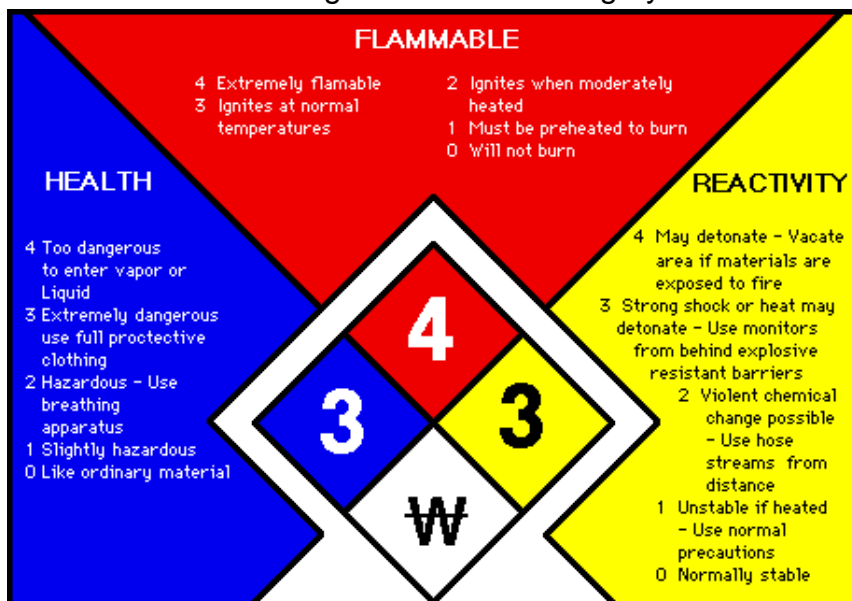 FLAMMABLE
4 Extremely flamable
3 Ignites at normal
temperatures
2 Ignites when moderately
heated
1 Must be preheated to burn
0 Will not burn
HEALTH
4 Too dangerous
to enter vapor or
Liquid
3 Extremely dangerous
use full proctective
clothing
2 Hazardous - Use
breathing
apparatus
1 Slightly hazardous
0 Like ordinary material
REACTIVITY
4 May detonate - Vacate
area if materials are
exposed to fire
3 Strong shock or heat may
detonate - Use monitors
from behind explosive
resistant barriers
2 Violent chemical
change possible
- Use hose
streams from
distance
1 Unstable if heated
- Use normal
precautions
0 Normally stable
4
3
3
W